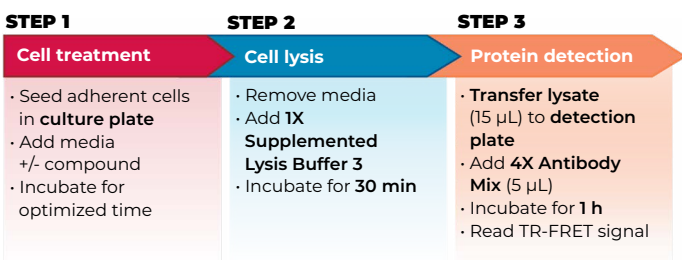 STEP 1
Cell treatment
· Seed adherent cells
in culture plate
· Add media
+/- compound
· Incubate for
optimized time
STEP 2
Cell lysis
· Remove media
· Add 1X
Supplemented
Lysis Buffer 3
· Incubate for 30 min
STEP 3
Protein detection
· Transfer lysate
(15 µL) to detection
plate
· Add 4X Antibody
Mix (5 µL)
· Incubate for 1 h
· Read TR-FRET signal